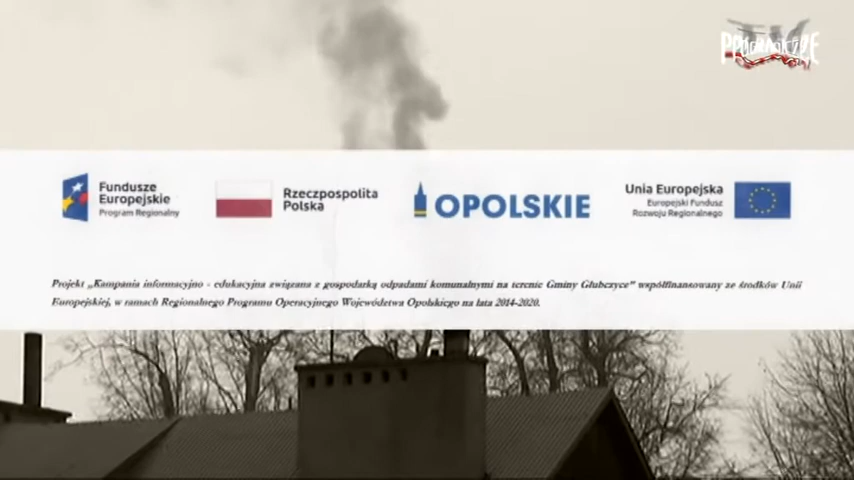 Fundusze
Europejskie
Program Regionalny
Rzeczpospolita
Polska
OPOLSKIE
Unia Europejska
Europejski Fundusz
Rozwoju Regionalnego
Projekt „Kampania informacyjno - edukacyjna związana z gospodarką odpadami komunalnymi na terenie Gminy Głubczyce” współfinansowany ze środków Unii
Europejskiej, w ramach Regionalnego Programu Operacyjnego Województwa Opolskiego na lata 2014-2020.